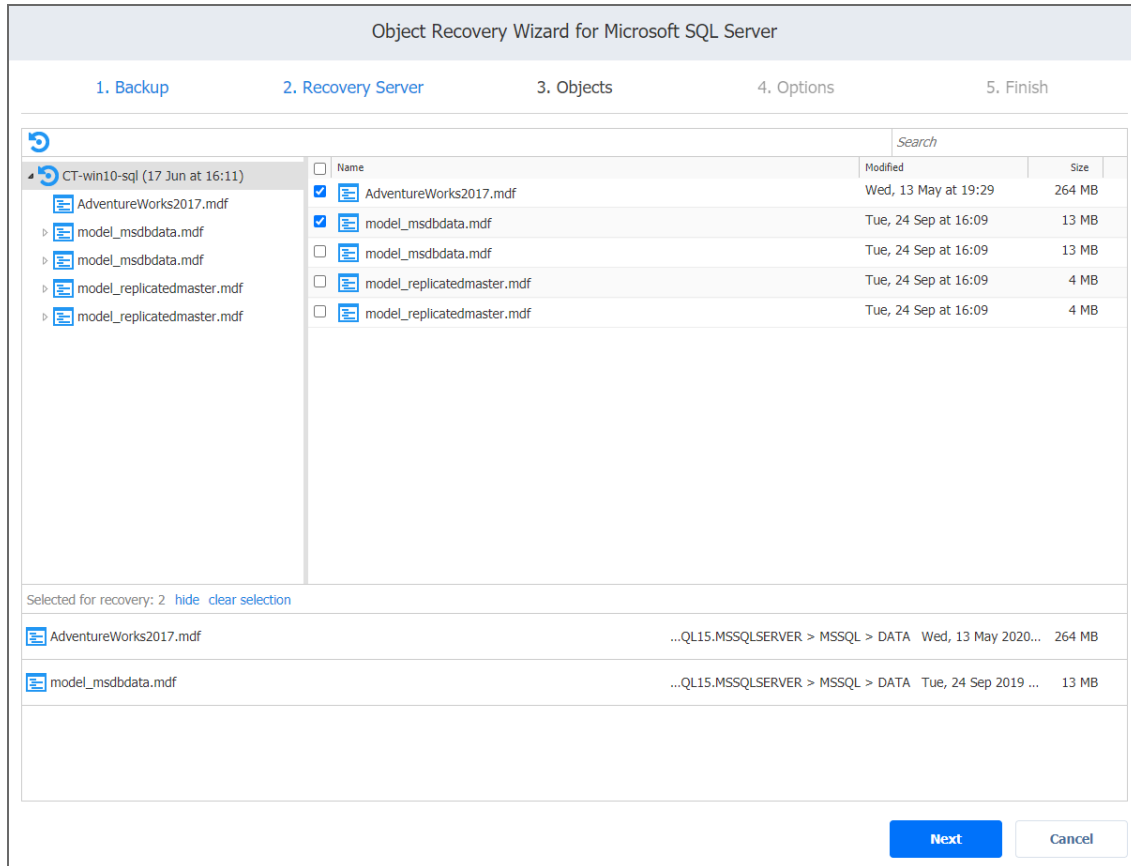 Object Recovery Wizard for Microsoft SQL Server
1. Backup 2. Recovery Server 3. Objects 4. Options 5. Finish
Search
CT-win10-sql (17 Jun at 16:11)
AdventureWorks2017.mdf
model_msdbdata.mdf
model_msdbdata.mdf
model_replicatedmaster.mdf
model_replicatedmaster.mdf
Name Modified Size
AdventureWorks2017.mdf Wed, 13 May at 19:29 264 MB
model_msdbdata.mdf Tue, 24 Sep at 16:09 13 MB
model_msdbdata.mdf Tue, 24 Sep at 16:09 13 MB
model_replicatedmaster.mdf Tue, 24 Sep at 16:09 4 MB
model_replicatedmaster.mdf Tue, 24 Sep at 16:09 4 MB
Selected for recovery: 2 hide clear selection
AdventureWorks2017.mdf ...QL15.MSSQLSERVER > MSSQL > DATA Wed, 13 May 2020... 264 MB
model_msdbdata.mdf ...QL15.MSSQLSERVER > MSSQL > DATA Tue, 24 Sep 2019 ... 13 MB
Next Cancel